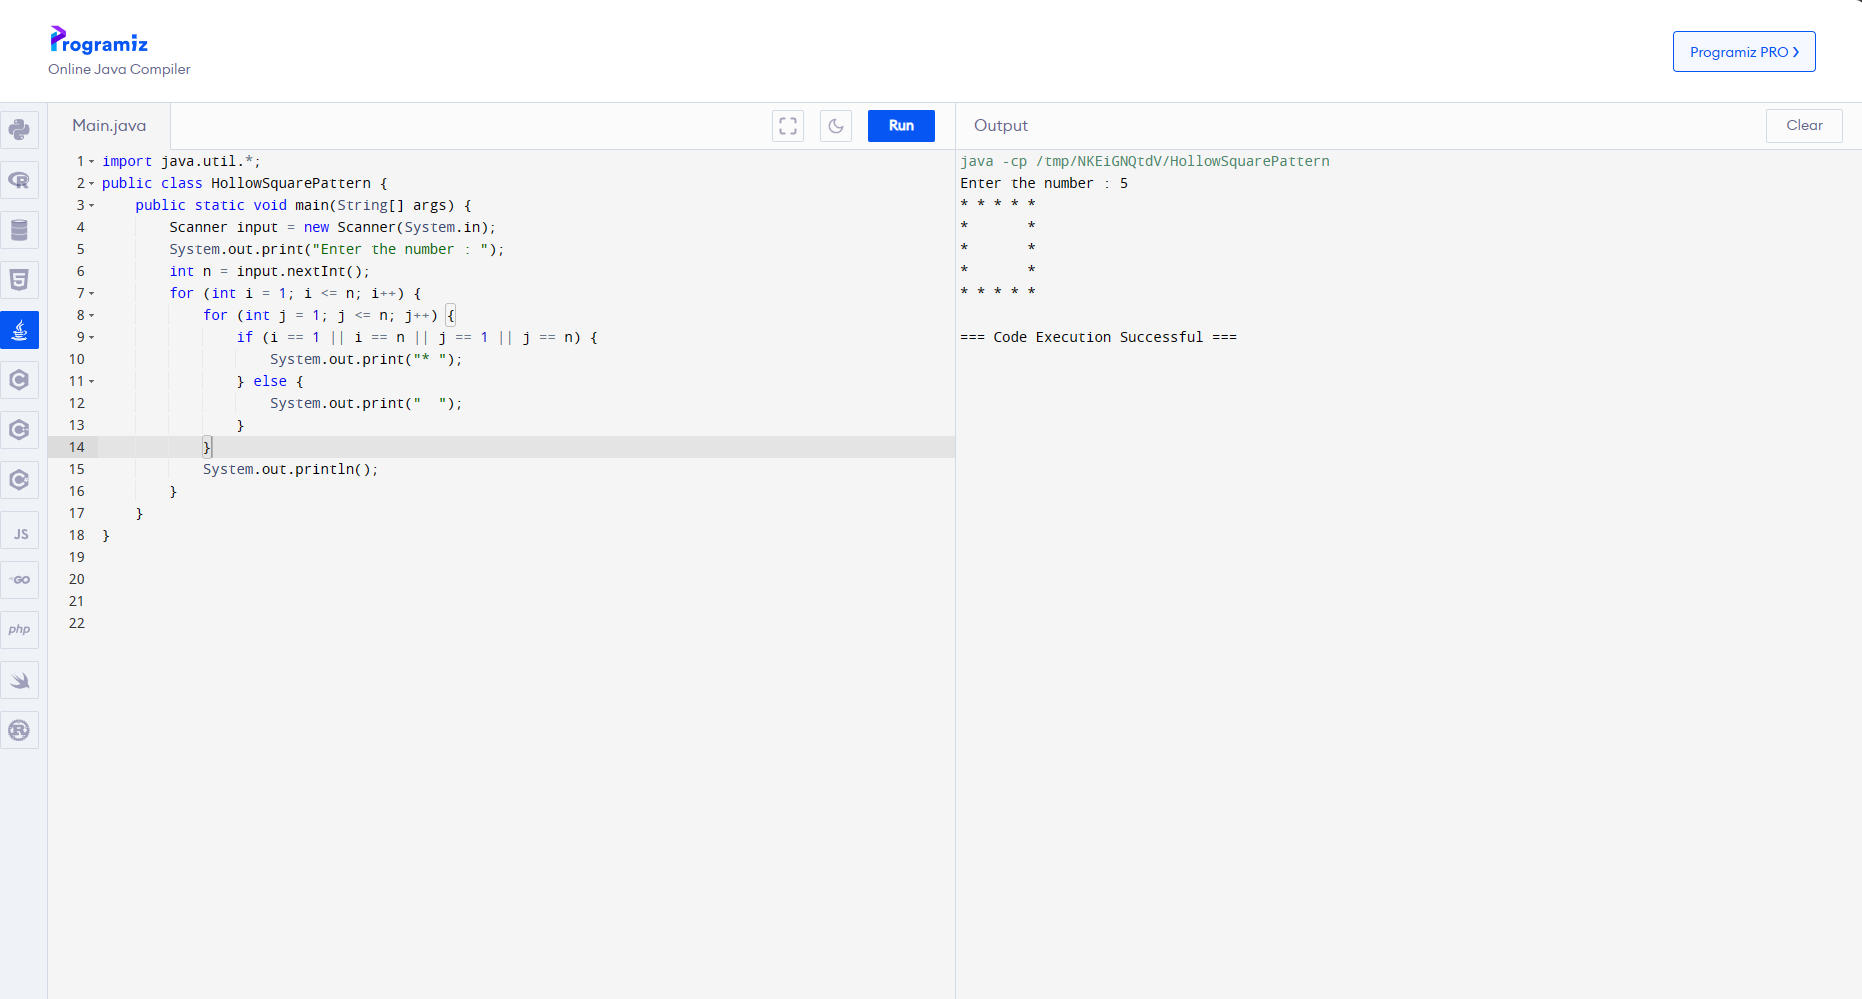 Programiz
Online Java Compiler
Programiz PRO
Main.java
Run
Output
Clear
1 import java.util.*;
2 public class HollowSquarePattern {
3     public static void main(String[] args) {
4         Scanner input = new Scanner(System.in);
5         System.out.print("Enter the number : ");
6         int n = input.nextInt();
7         for (int i = 1; i <= n; i++) {
8             for (int j = 1; j <= n; j++) {
9                 if (i == 1 || i == n || j == 1 || j == n) {
10                     System.out.print("* ");
11                 } else {
12                     System.out.print("  ");
13                 }
14             }
15             System.out.println();
16         }
17     }
18 }
19
20
21
22
java -cp /tmp/NKEiGNQtdV/HollowSquarePattern
Enter the number : 5
* * * * *
*       *
*       *
*       *
* * * * *
=== Code Execution Successful ===
R
5
C
C
C
JS
GO
php
R